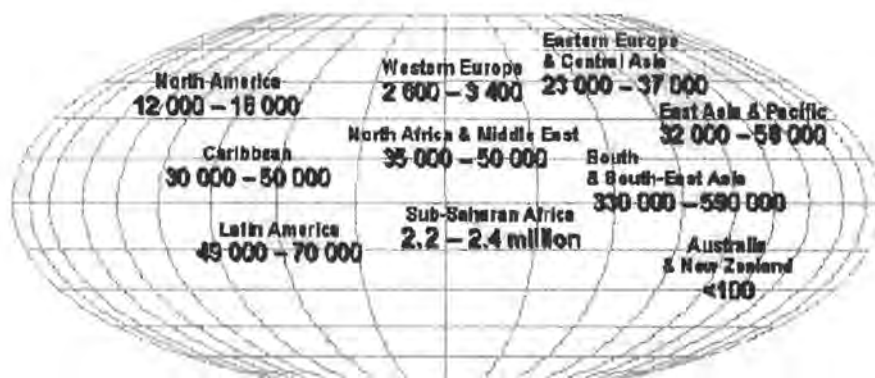 Eastern Europe
& Central Asia
23 000 – 37 000
Western Europe
2 600 – 3 400
North America
12 000 – 18 000
East Asia & Pacific
32 000 – 58 000
North Africa & Middle East
35 000 – 50 000
Caribbean
30 000 – 50 000
South
& South-East Asia
330 000 – 590 000
Sub-Saharan Africa
2.2 – 2.4 million
Latin America
49 000 – 70 000
Australia
& New Zealand
<100